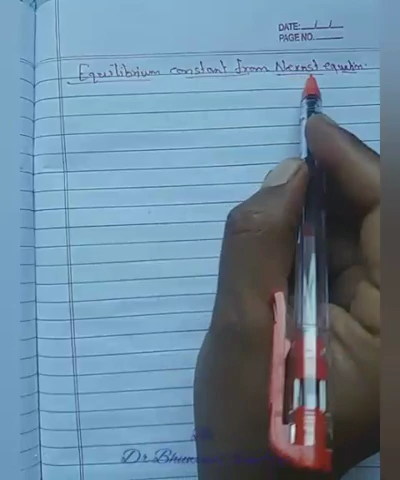 DATE: / /
PAGE NO.
Equilibrium constant from Nernst equatn.
Dr